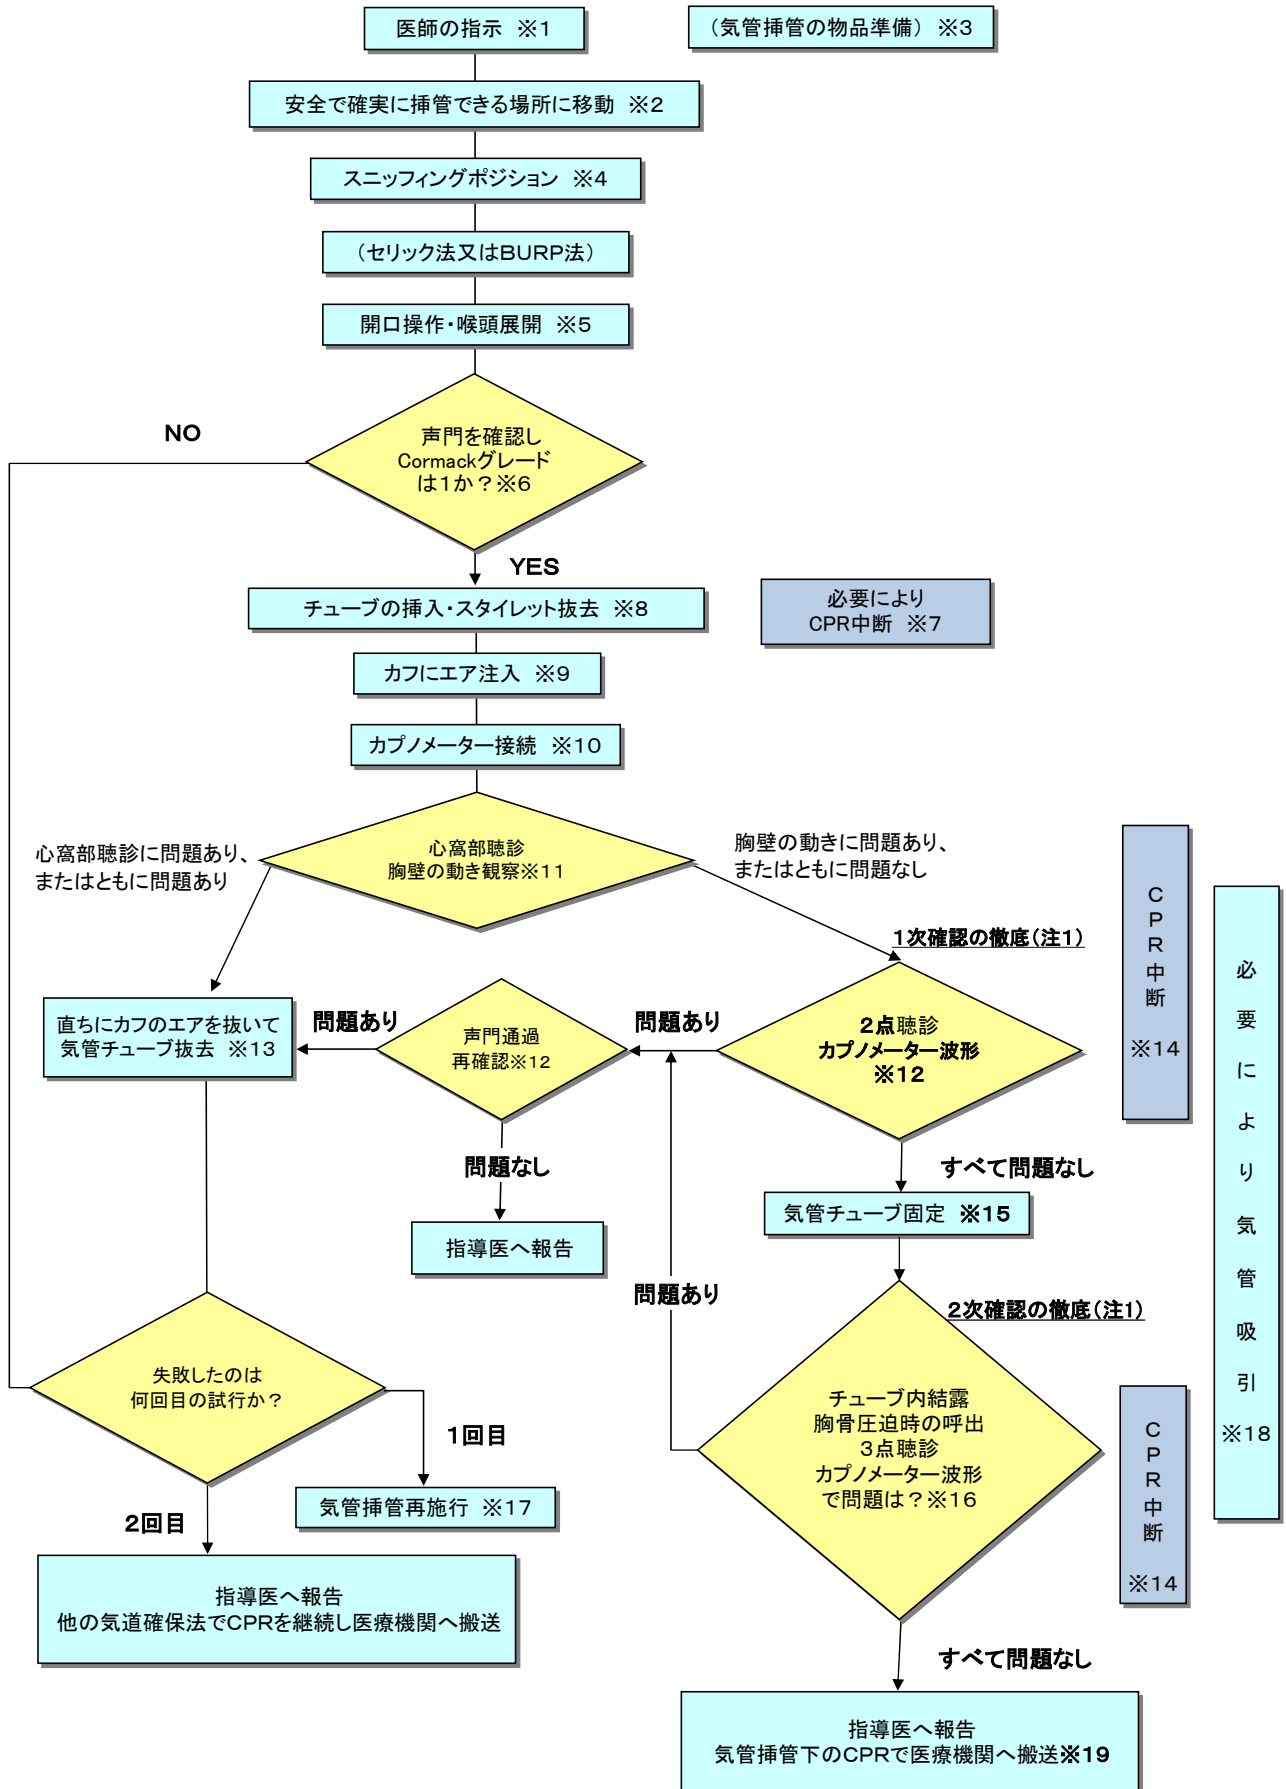 医師の指示 ※1
（気管挿管の物品準備） ※3
安全で確実に挿管できる場所に移動 ※2
スニッフィングポジション ※4
（セリック法又はBURP法）
開口操作・喉頭展開 ※5
声門を確認し
Cormackグレード
は1か？※6
NO
YES
チューブの挿入・スタイレット抜去 ※8
必要により
CPR中断 ※7
カフにエア注入 ※9
カプノメーター接続 ※10
心窩部聴診
胸壁の動き観察※11
心窩部聴診に問題あり、
またはともに問題あり
胸壁の動きに問題あり、
またはともに問題なし
1次確認の徹底（注1）
2点聴診
カプノメーター波形
※12
問題あり
声門通過
再確認※12
問題あり
直ちにカフのエアを抜いて
気管チューブ抜去 ※13
CPR中断
※14
必要により気管吸引
※18
問題なし
指導医へ報告
すべて問題なし
気管チューブ固定 ※15
2次確認の徹底（注1）
問題あり
チューブ内結露
胸骨圧迫時の呼出
3点聴診
カプノメーター波形
で問題は？※16
CPR中断
※14
失敗したのは
何回目の試行か？
1回目
気管挿管再施行 ※17
2回目
指導医へ報告
他の気道確保法でCPRを継続し医療機関へ搬送
すべて問題なし
指導医へ報告
気管挿管下のCPRで医療機関へ搬送※19